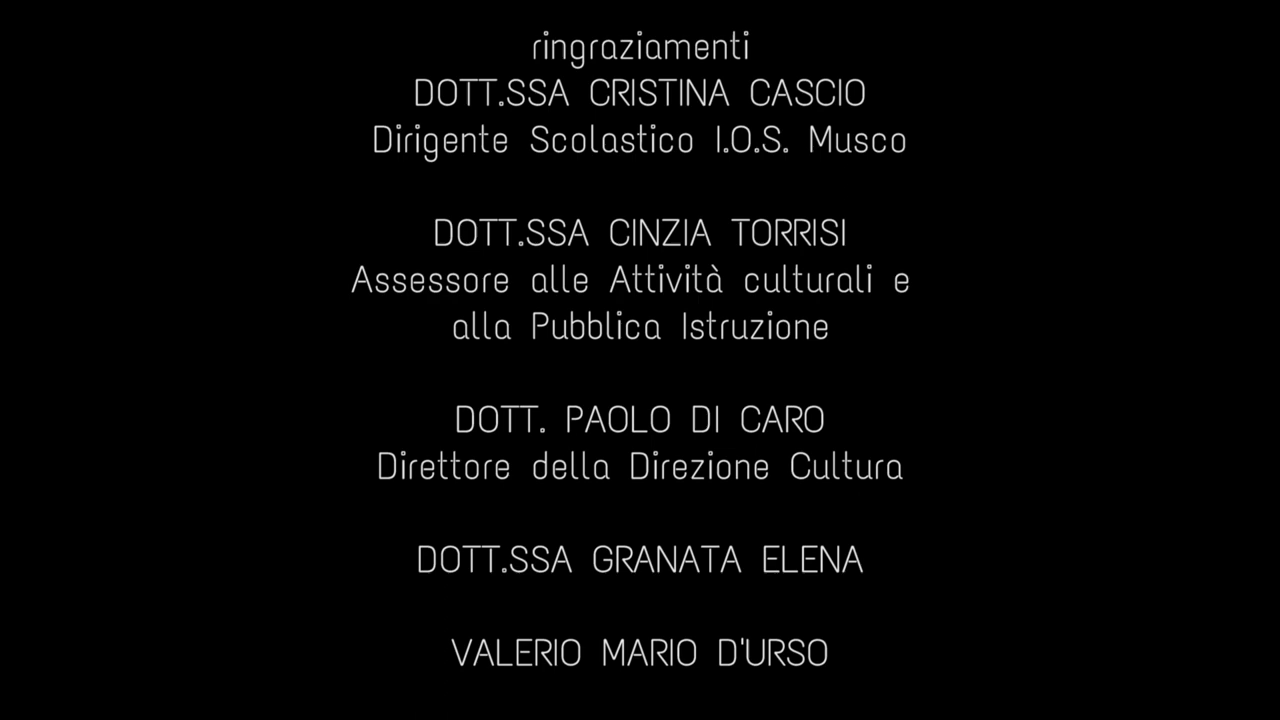 ringraziamenti
DOTT.SSA CRISTINA CASCIO
Dirigente Scolastico I.O.S. Musco
DOTT.SSA CINZIA TORRISI
Assessore alle Attività culturali e
alla Pubblica Istruzione
DOTT. PAOLO DI CARO
Direttore della Direzione Cultura
DOTT.SSA GRANATA ELENA
VALERIO MARIO D'URSO